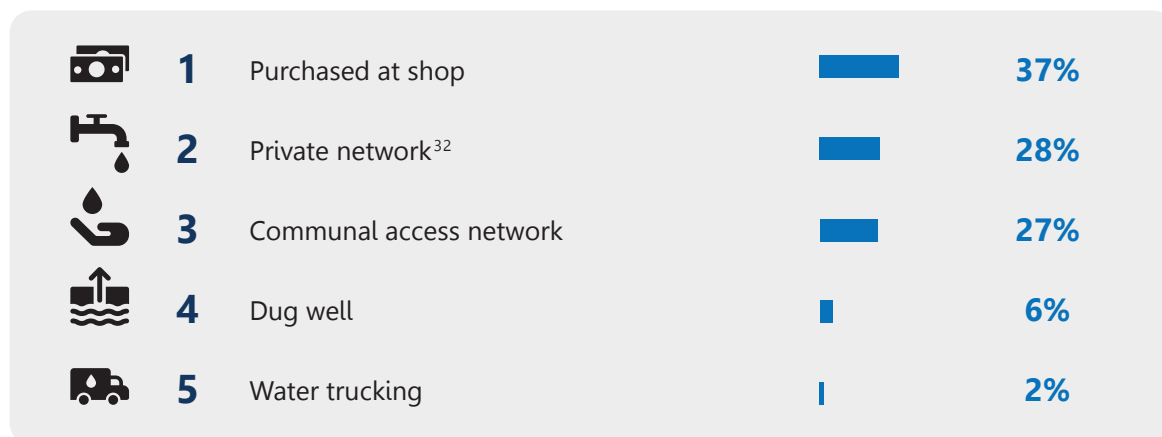 1 Purchased at shop 37%
2 Private network32 28%
3 Communal access network 27%
4 Dug well 6%
5 Water trucking 2%